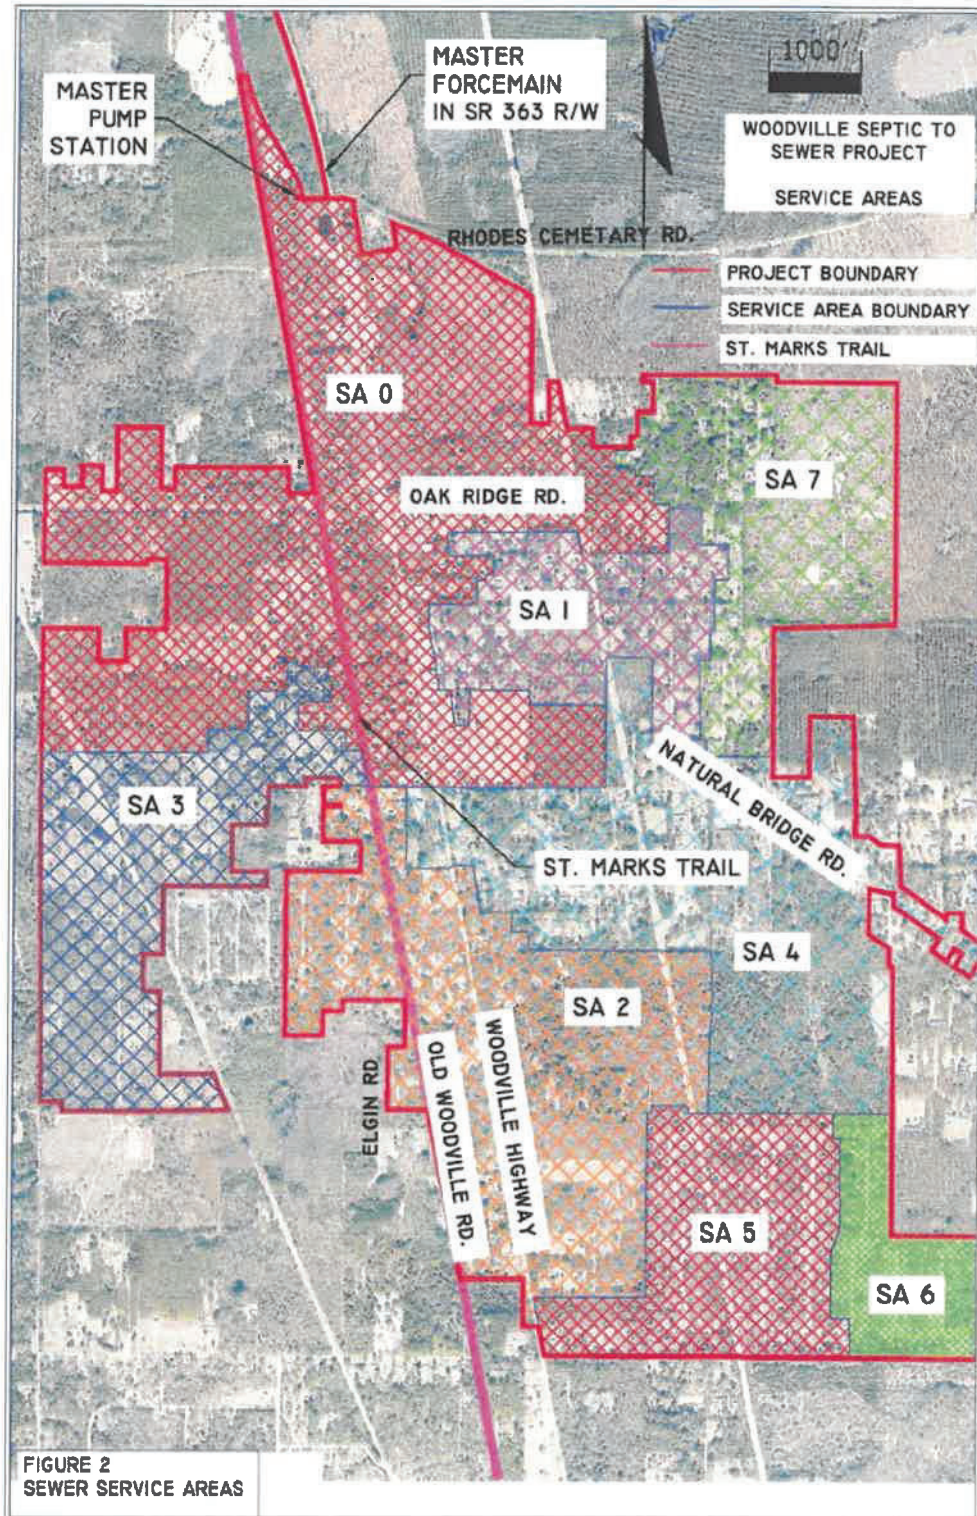 MASTER
PUMP
STATION
MASTER
FORCEMAIN
IN SR 363 R/W
1000'
WOODVILLE SEPTIC TO
SEWER PROJECT
SERVICE AREAS
RHODES CEMETARY RD.
PROJECT BOUNDARY
SERVICE AREA BOUNDARY
ST. MARKS TRAIL
SA 0
SA 7
OAK RIDGE RD.
SA 1
NATURAL BRIDGE RD.
SA 3
ST. MARKS TRAIL
SA 4
SA 2
WOODVILLE HIGHWAY
OLD WOODVILLE RD.
ELGIN RD
SA 5
SA 6
FIGURE 2
SEWER SERVICE AREAS